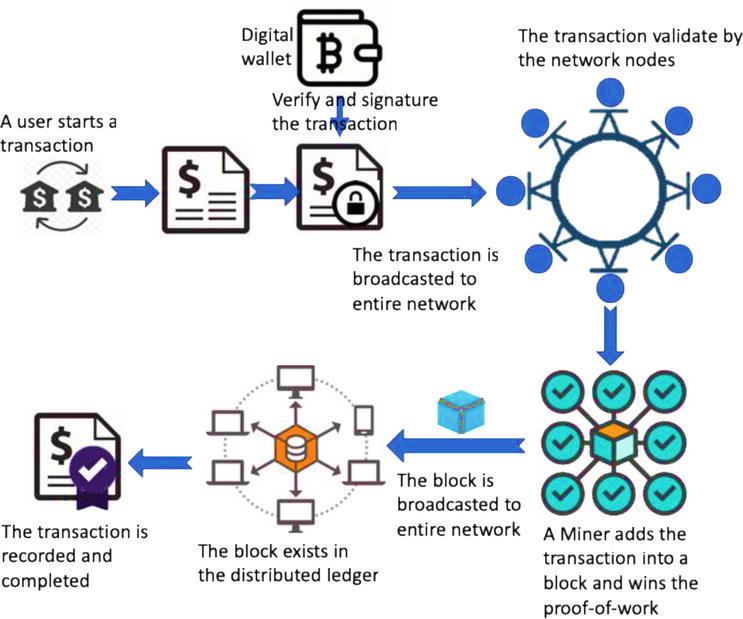 Digital
wallet
The transaction validate by
the network nodes
Verify and signature
the transaction
A user starts a
transaction
$
$
$
$
The transaction is
broadcasted to
entire network
$
The block is
broadcasted to
entire network
The transaction is
recorded and
completed
The block exists in
the distributed ledger
A Miner adds the
transaction into a
block and wins the
proof-of-work